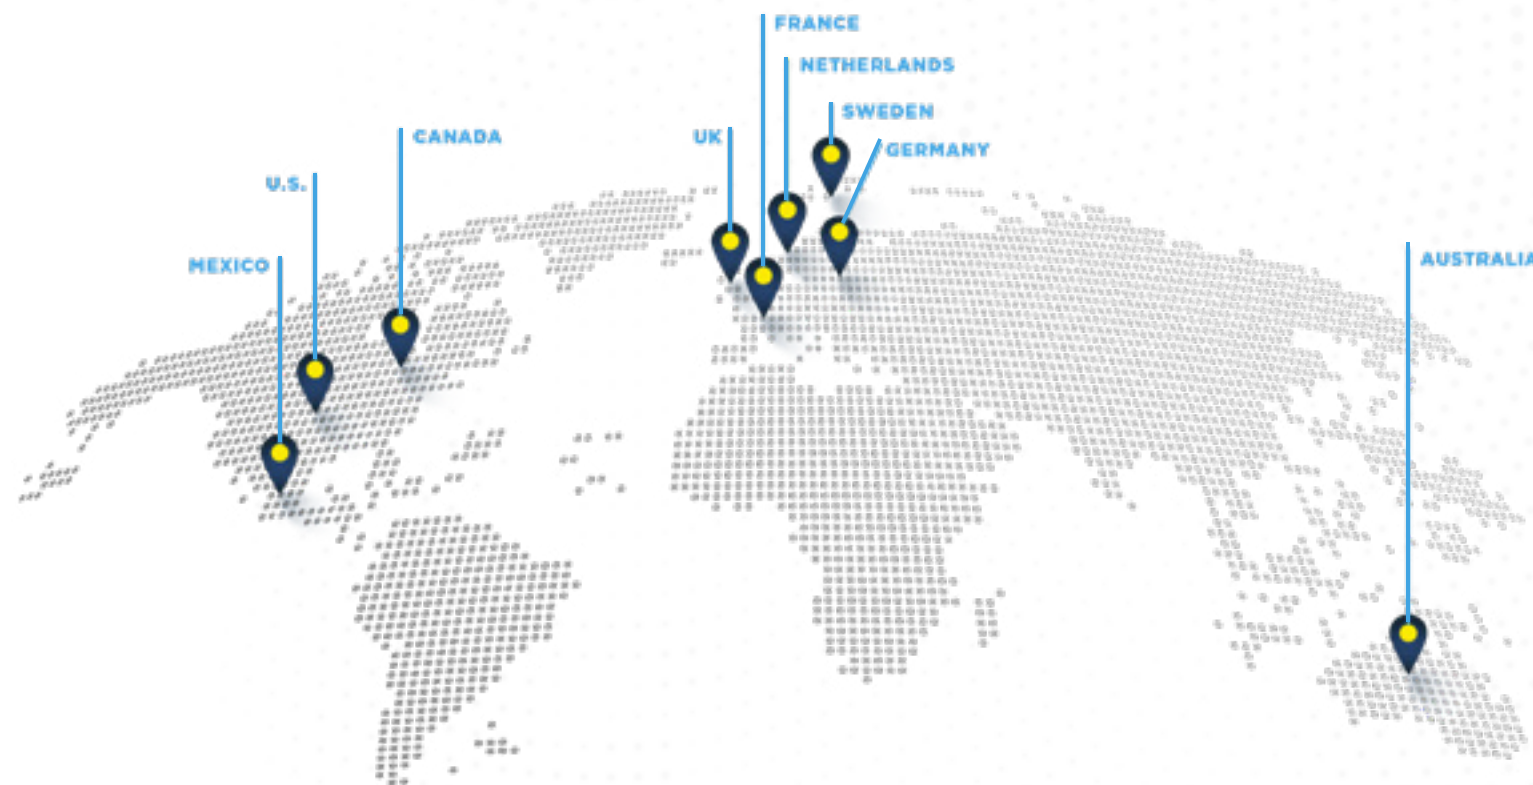 FRANCE
NETHERLANDS
SWEDEN
CANADA
UK
GERMANY
U.S.
MEXICO
AUSTRALIA